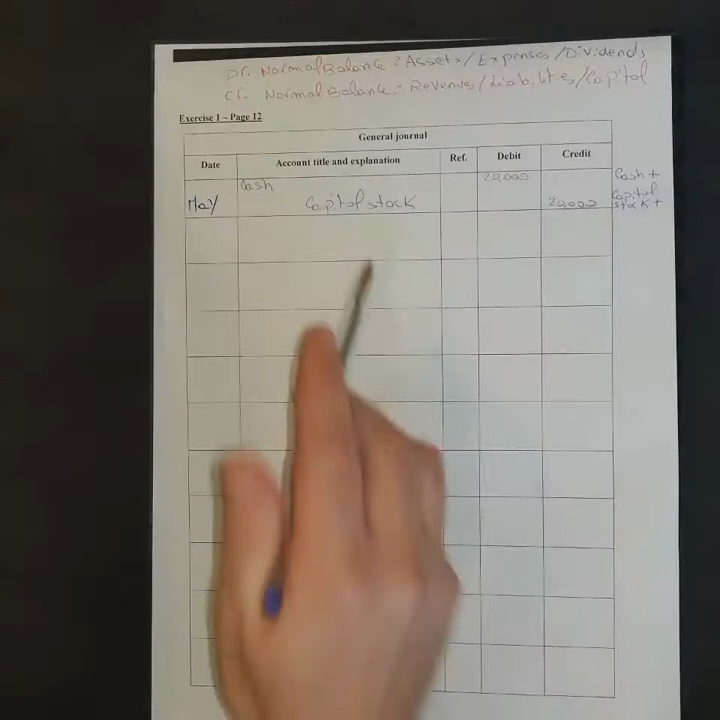 Dr. Normal Balance: Assets/Expenses/Dividends
Cr. Normal Balance: Revenues/Liabilities/Capital
Exercise 1 – Page 12
General journal
Date Account title and explanation Ref. Debit Credit
Cash 20,000 Cash +
May Capital stock 20,000 Capital stock +